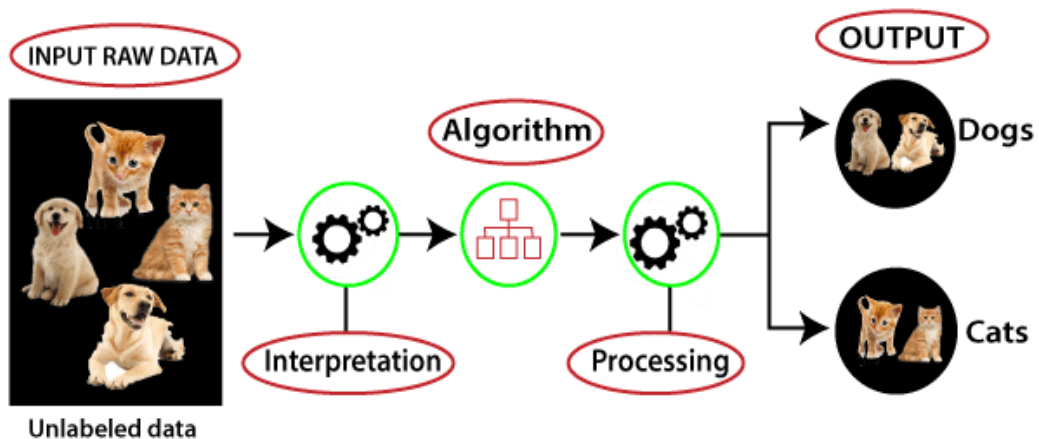 INPUT RAW DATA
OUTPUT
Algorithm
Dogs
Interpretation
Processing
Cats
Unlabeled data